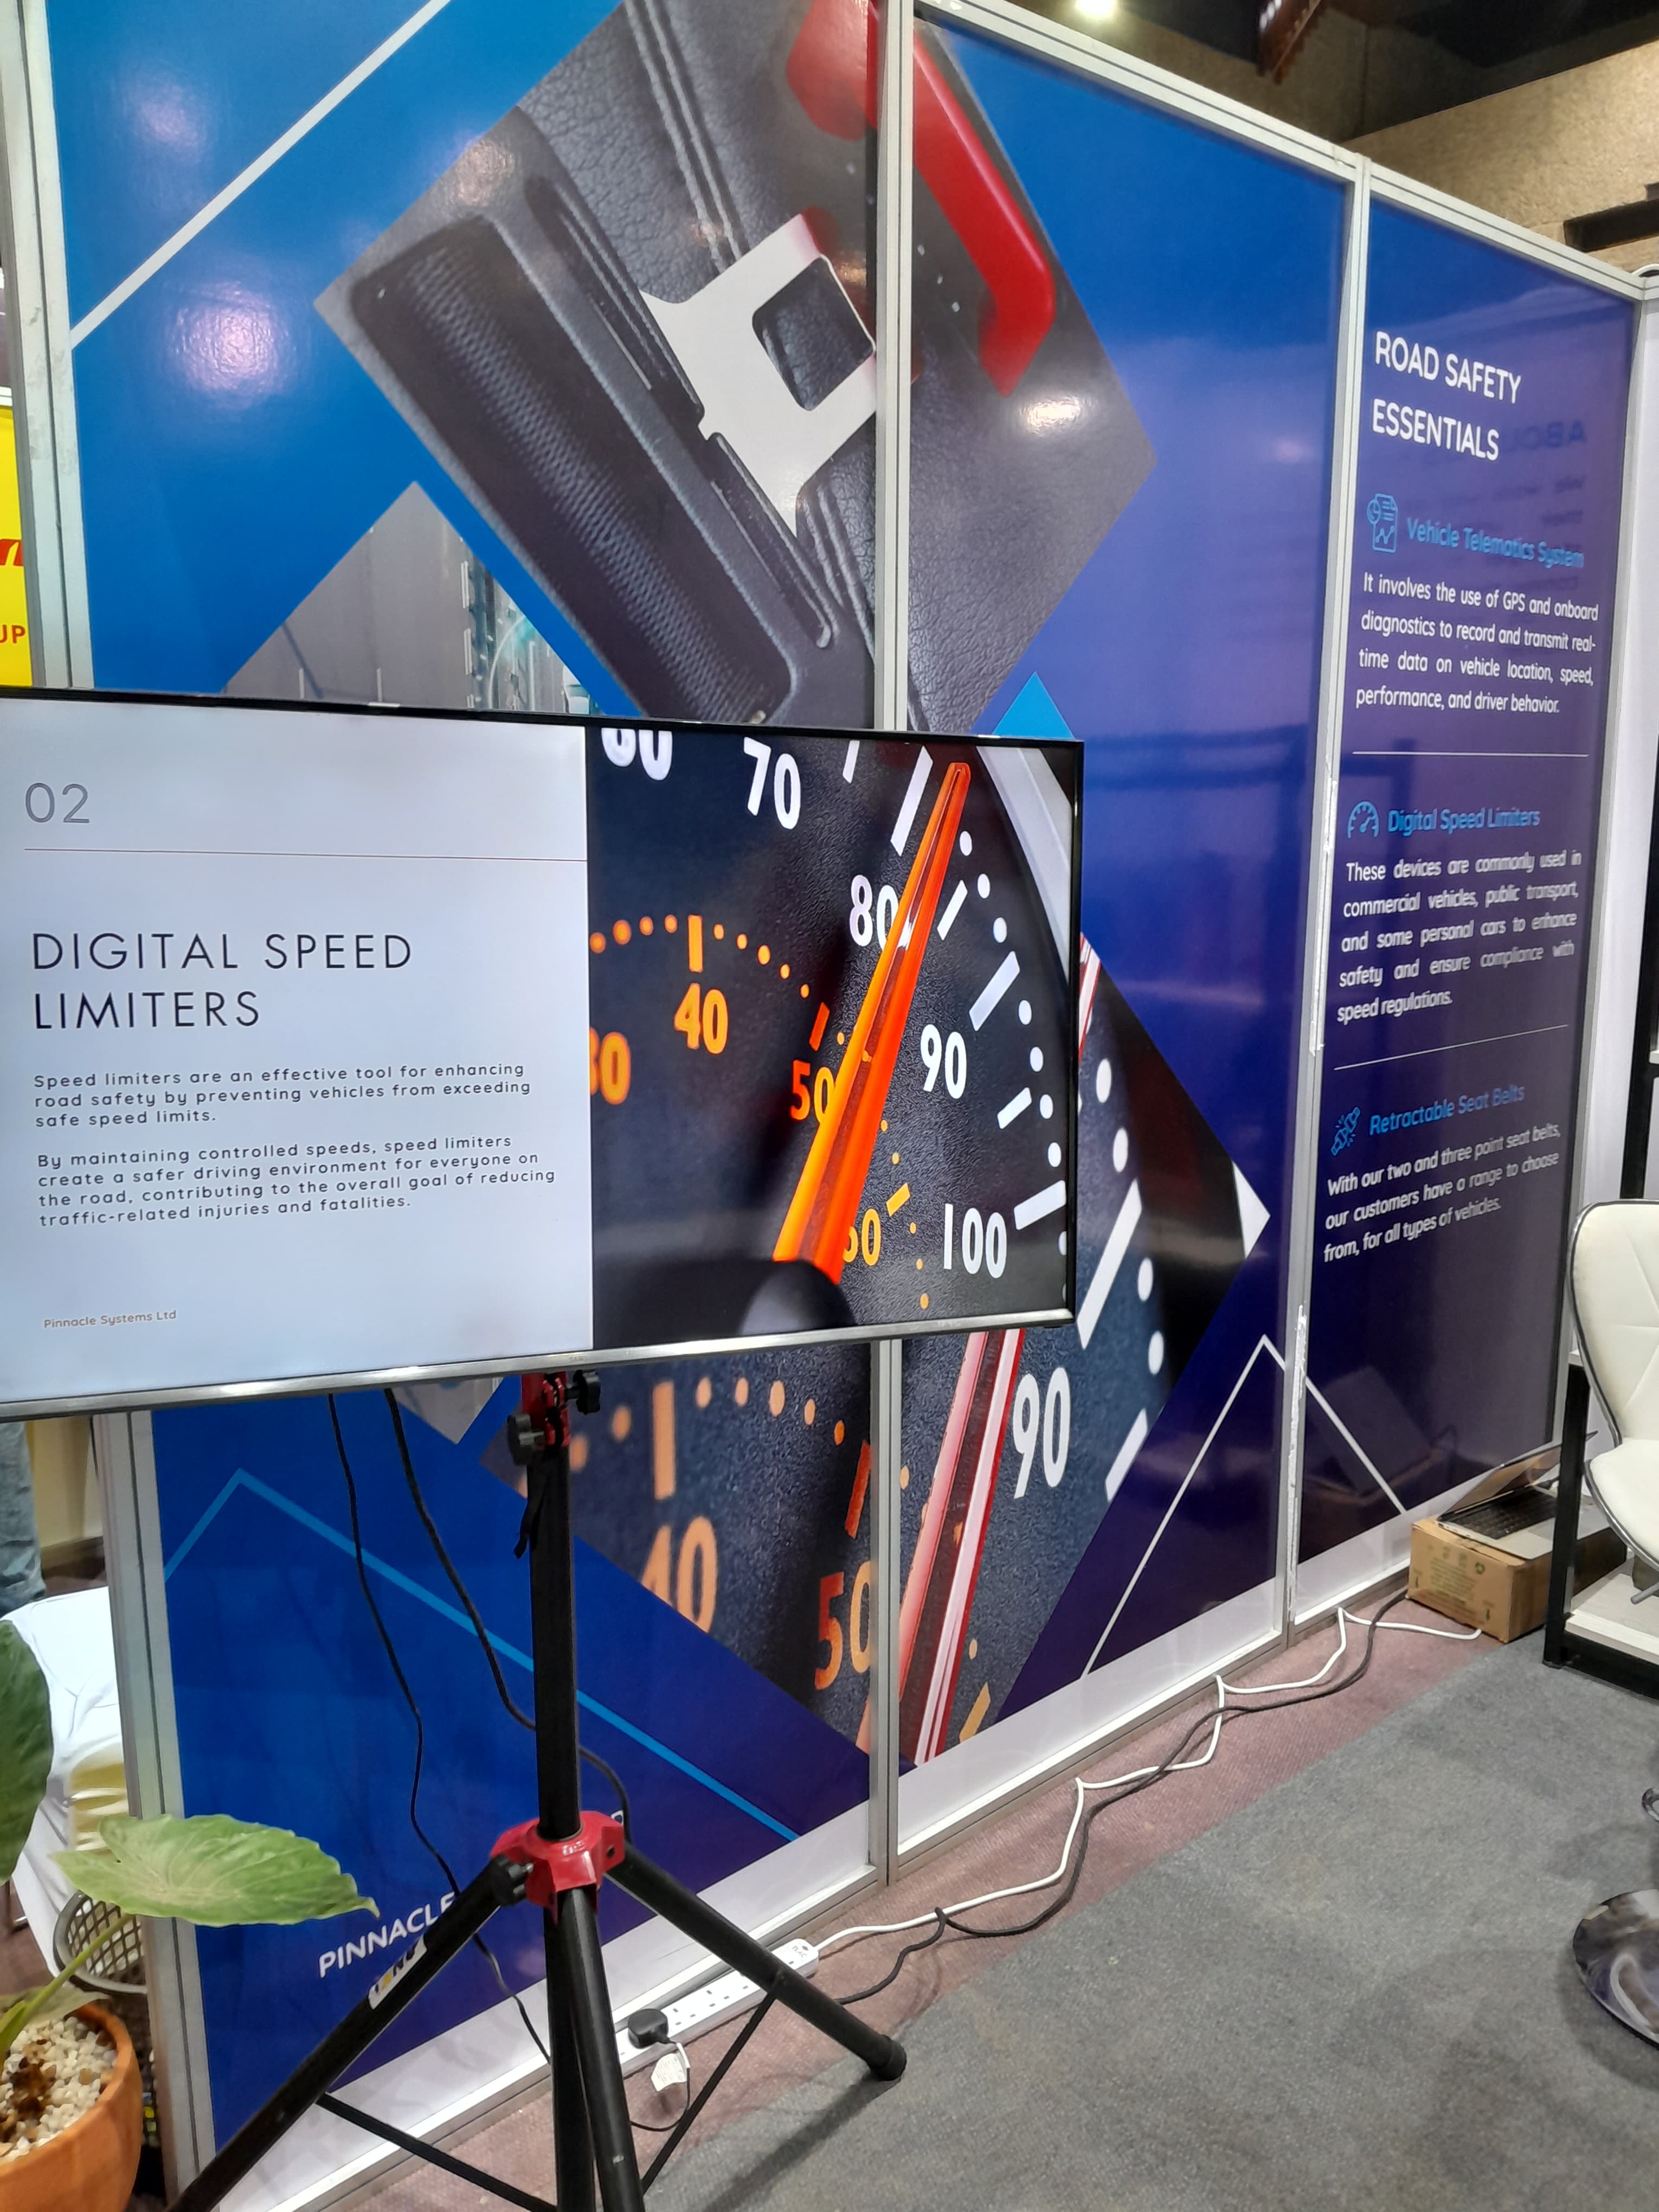 UP
02
DIGITAL SPEED
LIMITERS
Speed limiters are an effective tool for enhancing
road safety by preventing vehicles from exceeding
safe speed limits.
By maintaining controlled speeds, speed limiters
create a safer driving environment for everyone on
the road, contributing to the overall goal of reducing
traffic-related injuries and fatalities.
Pinnacle Systems Ltd
70
80
90
100
40
50
60
90
40
50
ROAD SAFETY
ESSENTIALS
Vehicle Telematics System
It involves the use of GPS and onboard
diagnostics to record and transmit real-
time data on vehicle location, speed,
performance, and driver behavior.
Digital Speed Limiters
These devices are commonly used in
commercial vehicles, public transport,
and some personal cars to enhance
safety and ensure compliance with
speed regulations.
Retractable Seat Belts
With our two and three point seat belts,
our customers have a range to choose
from, for all types of vehicles.
PINNACLE